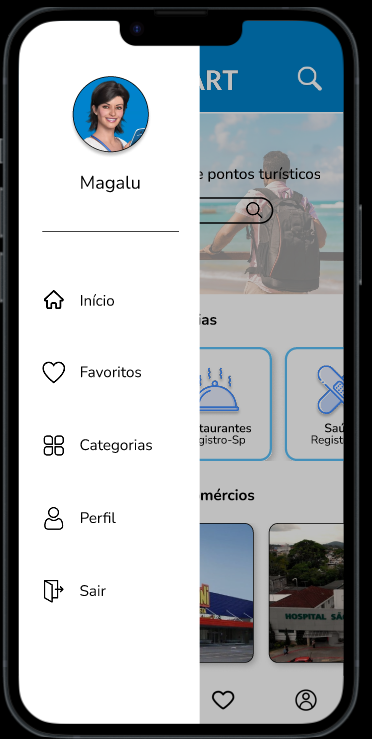 ART
Magalu
e pontos turísticos
Início
ias
Favoritos
taurantes
gistro-Sp
Saú
Regist
Categorias
mércios
Perfil
HOSPITAL SÃ
Sair